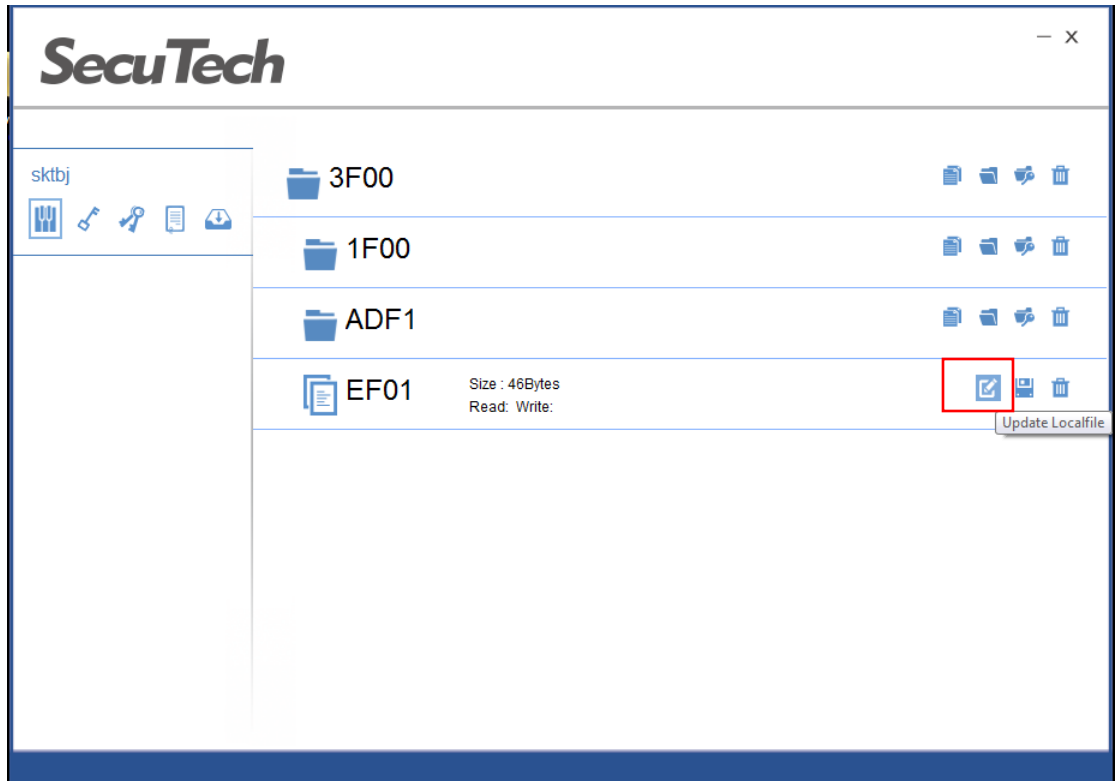 SecuTech
sktbj
3F00
1F00
ADF1
EF01
Size : 46Bytes
Read: Write:
Update Localfile